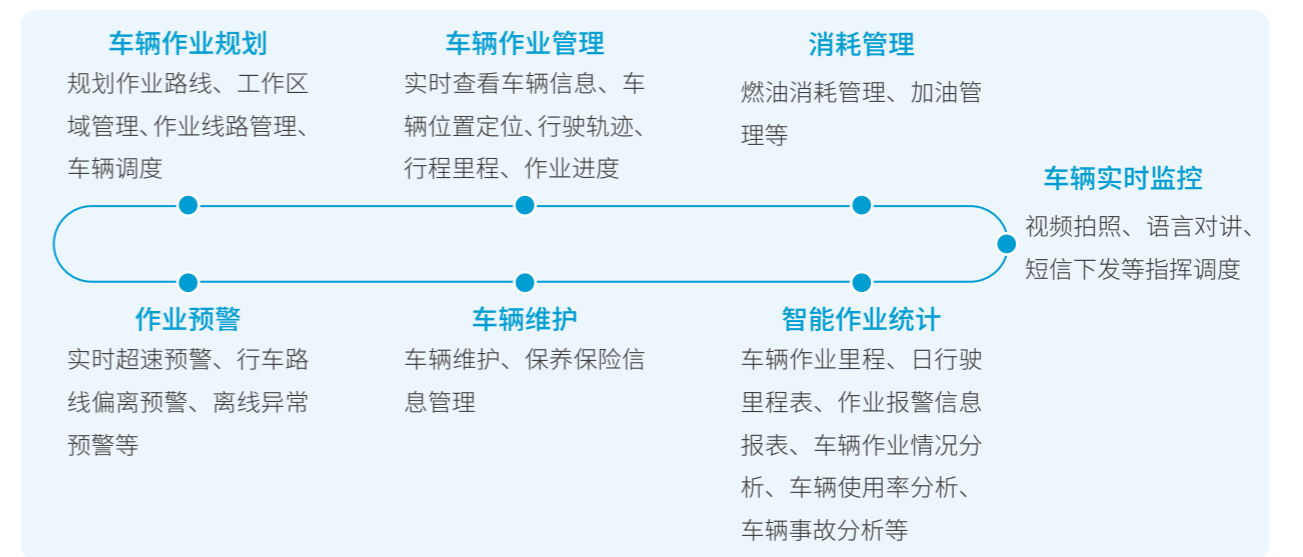 车辆作业规划
规划作业路线、工作区
域管理、作业线路管理、
车辆调度
车辆作业管理
实时查看车辆信息、车
辆位置定位、行驶轨迹、
行程里程、作业进度
消耗管理
燃油消耗管理、加油管
理等
车辆实时监控
视频拍照、语言对讲、
短信下发等指挥调度
作业预警
实时超速预警、行车路
线偏离预警、离线异常
预警等
车辆维护
车辆维护、保养保险信
息管理
智能作业统计
车辆作业里程、日行驶
里程表、作业报警信息
报表、车辆作业情况分
析、车辆使用率分析、
车辆事故分析等